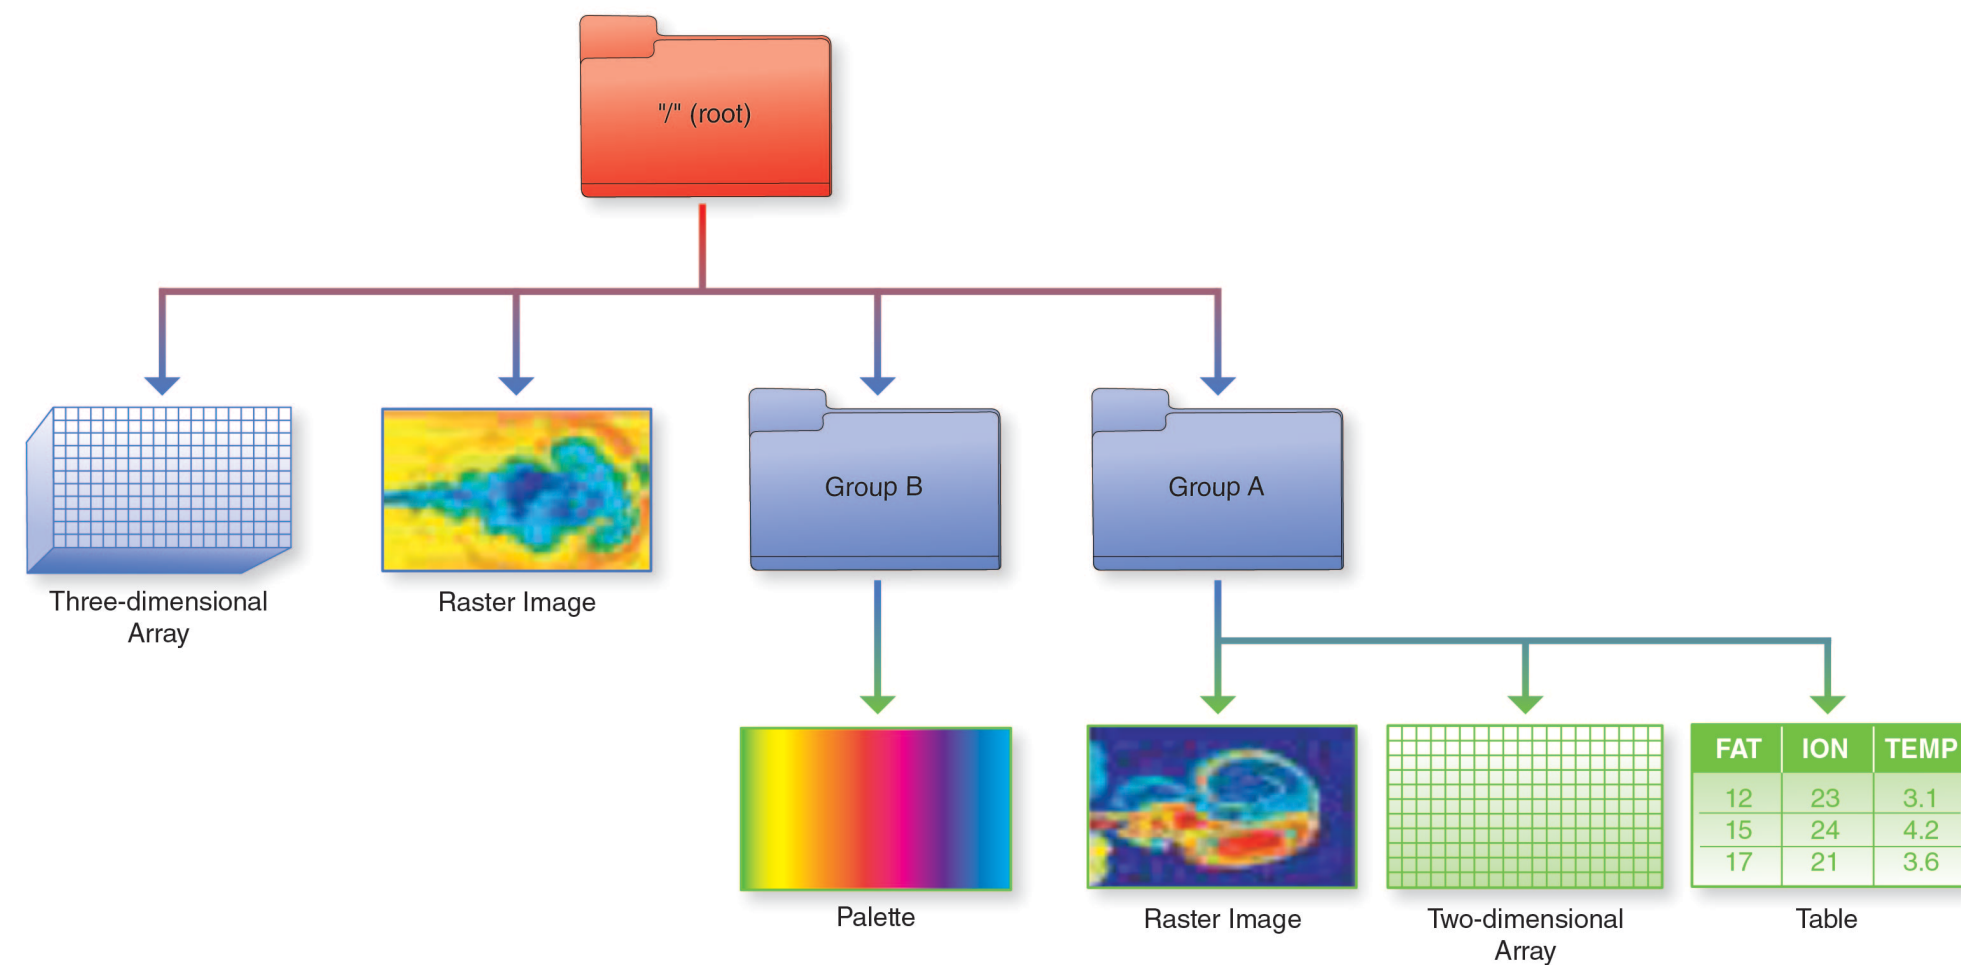 "/" (root)
Three-dimensional
Array
Raster Image
Group B
Group A
Palette
Raster Image
Two-dimensional
Array
FAT ION TEMP
12 23 3.1
15 24 4.2
17 21 3.6
Table